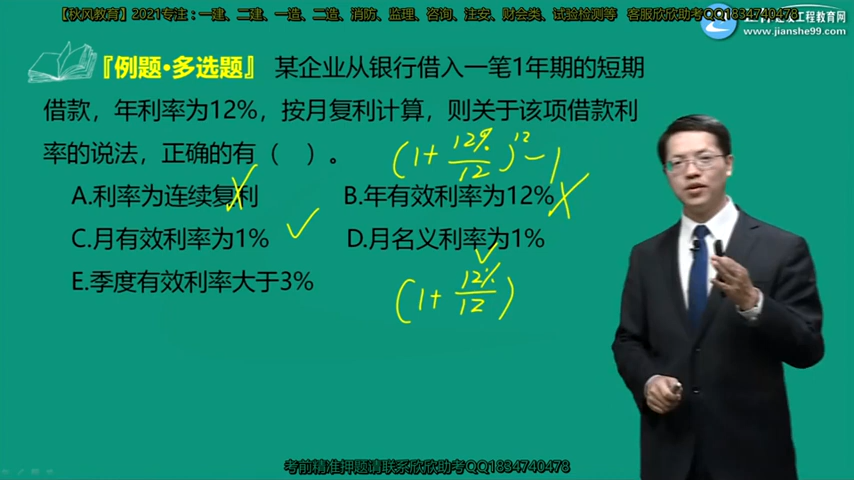 【秋风教育】2021专注：一建、二建、一造、二造、消防、监理、咨询、注安、财会类、试验检测等 客服欣欣助考QQ1834740478
工程教育网
www.jianshe99.com
『例题·多选题』 某企业从银行借入一笔1年期的短期
借款，年利率为12%，按月复利计算，则关于该项借款利
率的说法，正确的有（ ）。
(1+12%/12)^12-1
A.利率为连续复利 B.年有效利率为12%
C.月有效利率为1% D.月名义利率为1%
E.季度有效利率大于3%
(1+12%/12)
考前精准押题请联系欣欣助考QQ1834740478